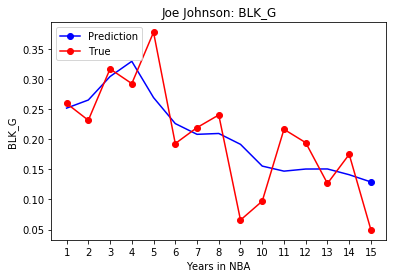 Joe Johnson: BLK_G
Prediction
True
BLK_G
0.35
0.30
0.25
0.20
0.15
0.10
0.05
1 2 3 4 5 6 7 8 9 10 11 12 13 14 15
Years in NBA